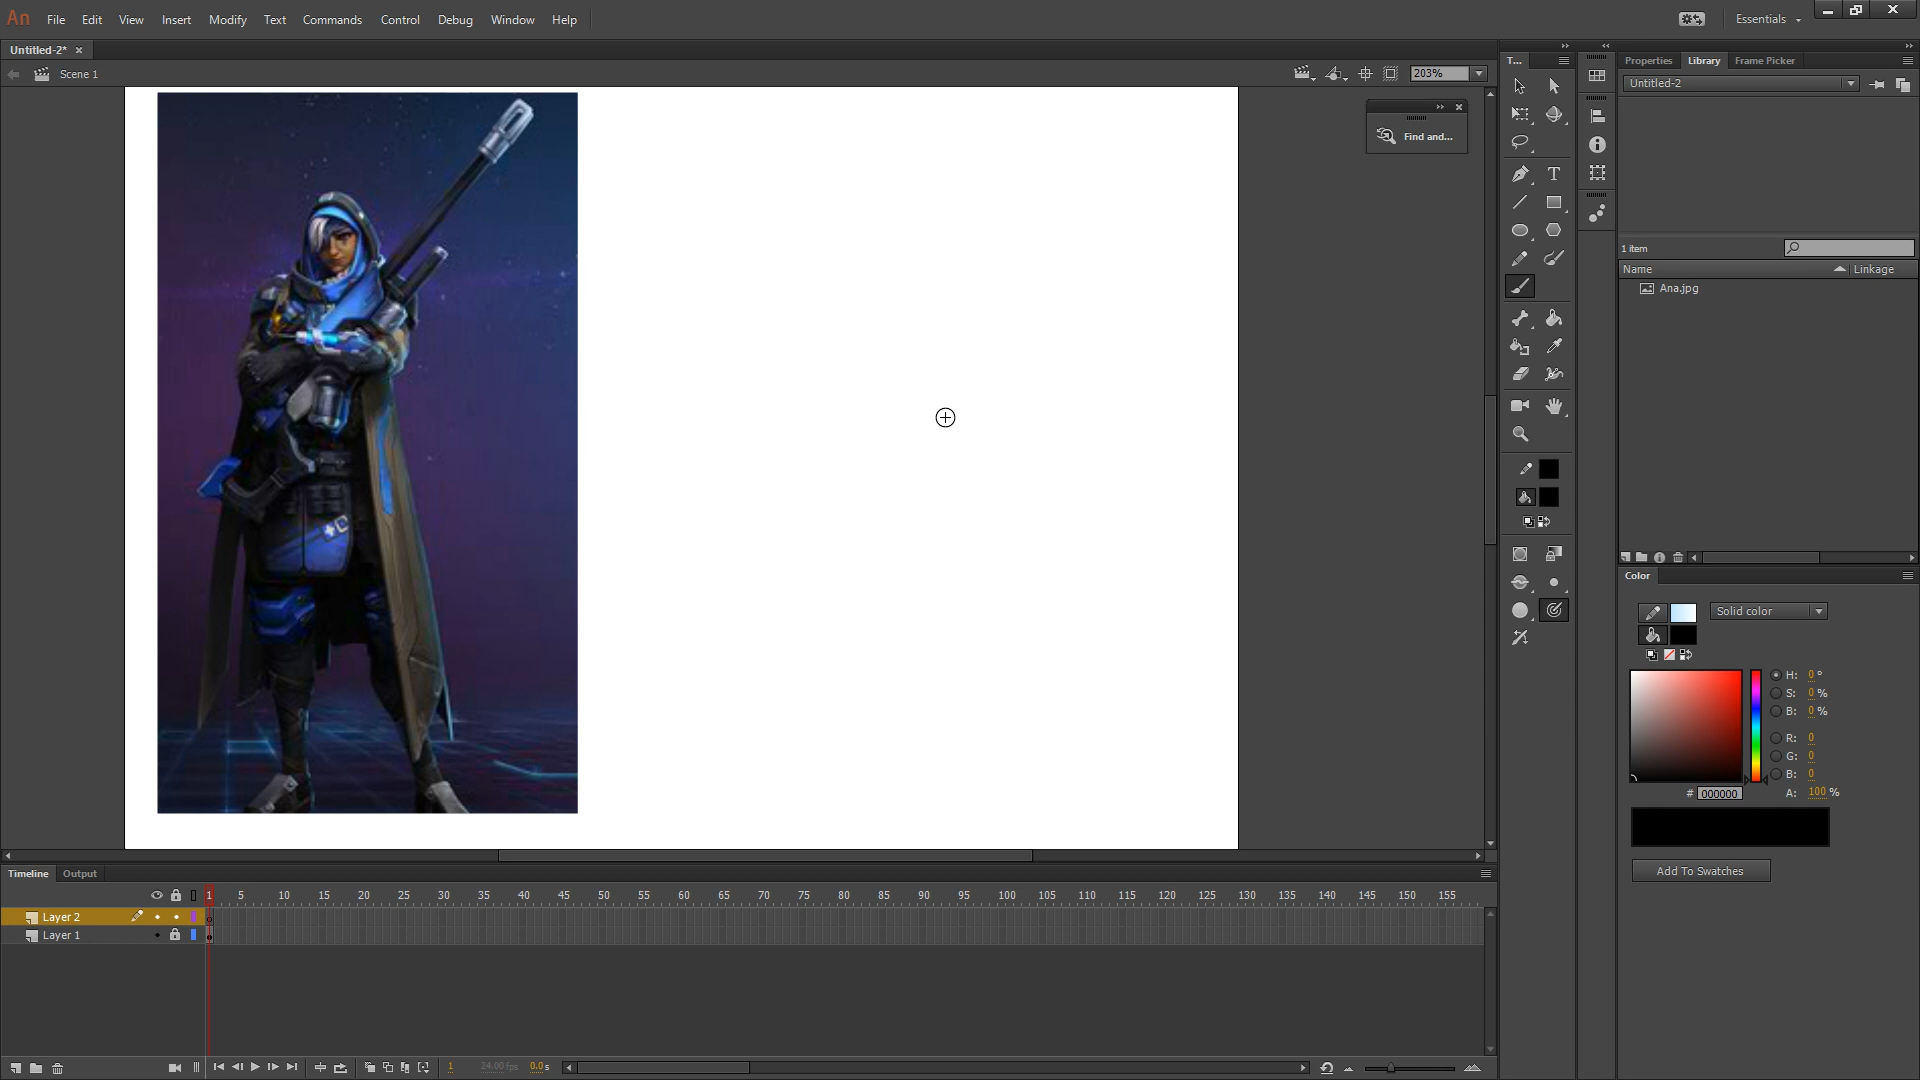 An File Edit View Insert Modify Text Commands Control Debug Window Help Essentials
Untitled-2*
Scene 1 203%
Find and...
T...
Properties Library Frame Picker
Untitled-2
1 item
Name Linkage
Ana.jpg
Color
Solid color
H: 0 °
S: 0 %
B: 0 %
R: 0
G: 0
B: 0
# 000000 A: 100 %
Add To Swatches
Timeline Output
1 5 10 15 20 25 30 35 40 45 50 55 60 65 70 75 80 85 90 95 100 105 110 115 120 125 130 135 140 145 150 155
Layer 2
Layer 1
1 24.00 fps 0.0 s